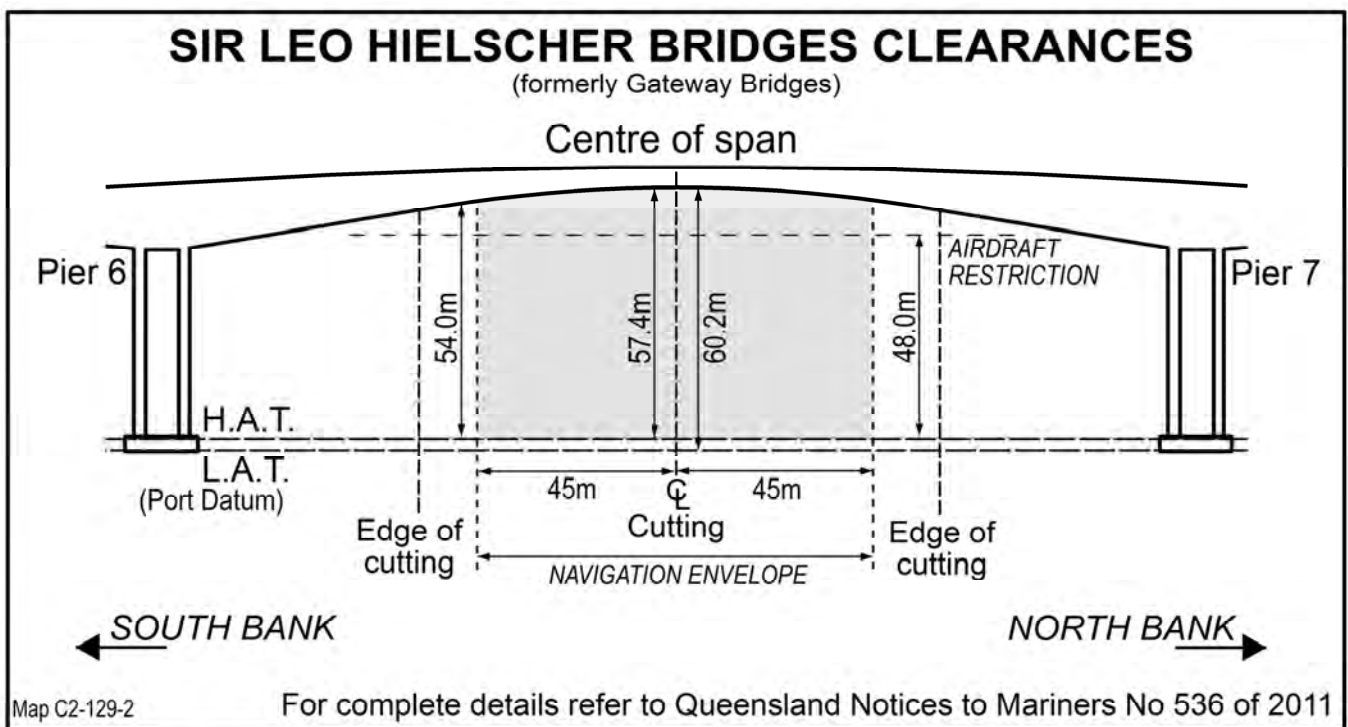 SIR LEO HIELSCHER BRIDGES CLEARANCES
(formerly Gateway Bridges)
Centre of span
Pier 6
Pier 7
AIRDRAFT
RESTRICTION
54.0m
57.4m
60.2m
48.0m
H.A.T.
L.A.T.
(Port Datum)
45m
℄
45m
Edge of
cutting
Cutting
Edge of
cutting
NAVIGATION ENVELOPE
SOUTH BANK
NORTH BANK
Map C2-129-2
For complete details refer to Queensland Notices to Mariners No 536 of 2011